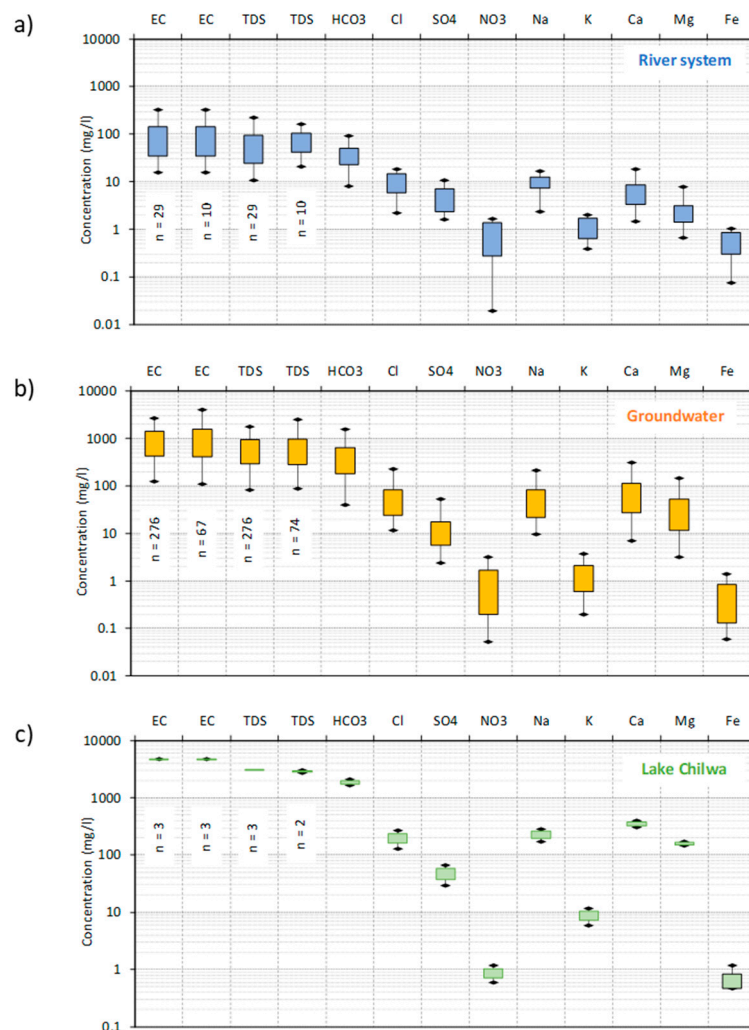 a)
EC EC TDS TDS HCO3 Cl SO4 NO3 Na K Ca Mg Fe
River system
Concentration (mg/l)
10000
1000
100
10
1
0.1
0.01
n = 29
n = 10
n = 29
n = 10
b)
EC EC TDS TDS HCO3 Cl SO4 NO3 Na K Ca Mg Fe
Groundwater
Concentration (mg/l)
10000
1000
100
10
1
0.1
0.01
n = 276
n = 67
n = 276
n = 74
c)
EC EC TDS TDS HCO3 Cl SO4 NO3 Na K Ca Mg Fe
Lake Chilwa
Concentration (mg/l)
10000
1000
100
10
1
0.1
n = 3
n = 3
n = 3
n = 2